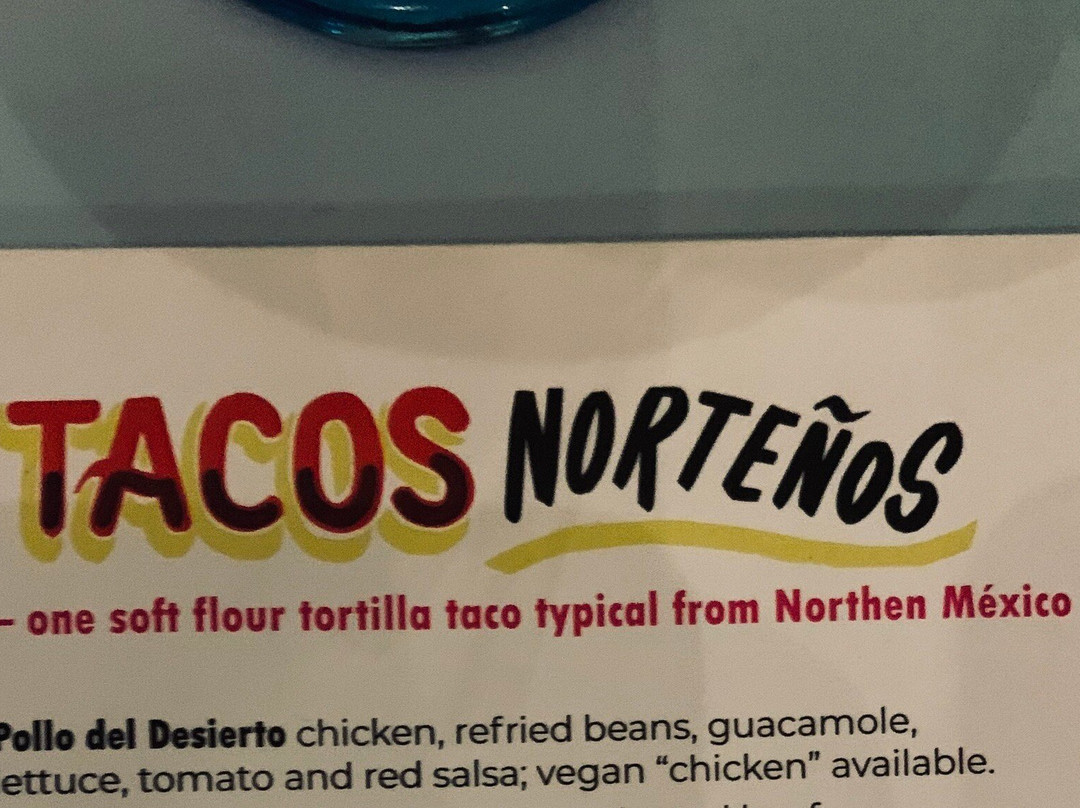 TACOS NORTEÑOS
– one soft flour tortilla taco typical from Northen México
Pollo del Desierto chicken, refried beans, guacamole,
lettuce, tomato and red salsa; vegan “chicken” available.